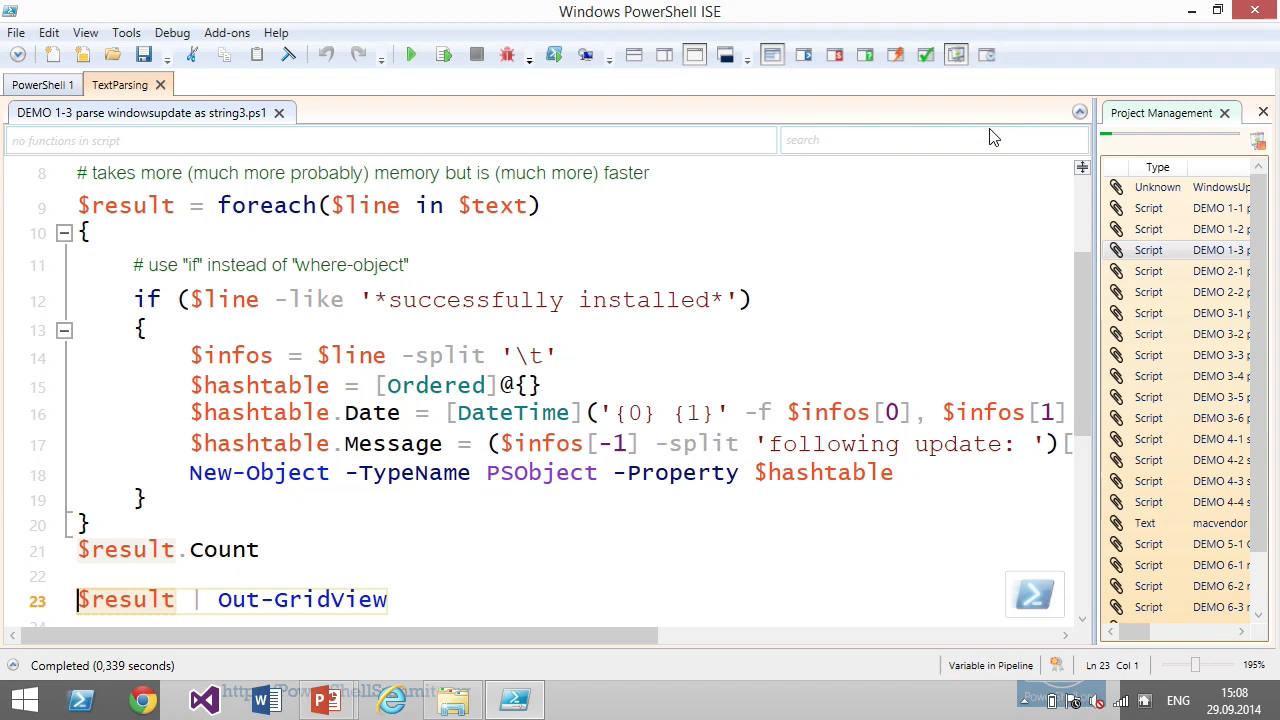 Windows PowerShell ISE
File Edit View Tools Debug Add-ons Help
PowerShell 1 TextParsing
DEMO 1-3 parse windowsupdate as string3.ps1
Project Management
no functions in script search
Type
8 # takes more (much more probably) memory but is (much more) faster
9 $result = foreach($line in $text)
10 {
11 # use "if" instead of "where-object"
12 if ($line -like '*successfully installed*')
13 {
14 $infos = $line -split '\t'
15 $hashtable = [Ordered]@{}
16 $hashtable.Date = [DateTime]('{0} {1}' -f $infos[0], $infos[1]
17 $hashtable.Message = ($infos[-1] -split 'following update: ')[
18 New-Object -TypeName PSObject -Property $hashtable
19 }
20 }
21 $result.Count
22
23 $result | Out-GridView
24
Unknown WindowsUp
Script DEMO 1-1 p
Script DEMO 1-2 p
Script DEMO 1-3 p
Script DEMO 2-1 p
Script DEMO 2-2 p
Script DEMO 3-1 p
Script DEMO 3-2 p
Script DEMO 3-3 p
Script DEMO 3-4 p
Script DEMO 3-5 p
Script DEMO 3-6 p
Script DEMO 4-1 s
Script DEMO 4-2 s
Script DEMO 4-3 s
Script DEMO 4-4 s
Text macvendor
Script DEMO 5-1 G
Script DEMO 6-1 r
Script DEMO 6-2 r
Script DEMO 6-3 r
Completed (0,339 seconds) Variable in Pipeline Ln 23 Col 1 195%
http://PowerShellSummit
PowerShell.org
ENG
15:08
29.09.2014